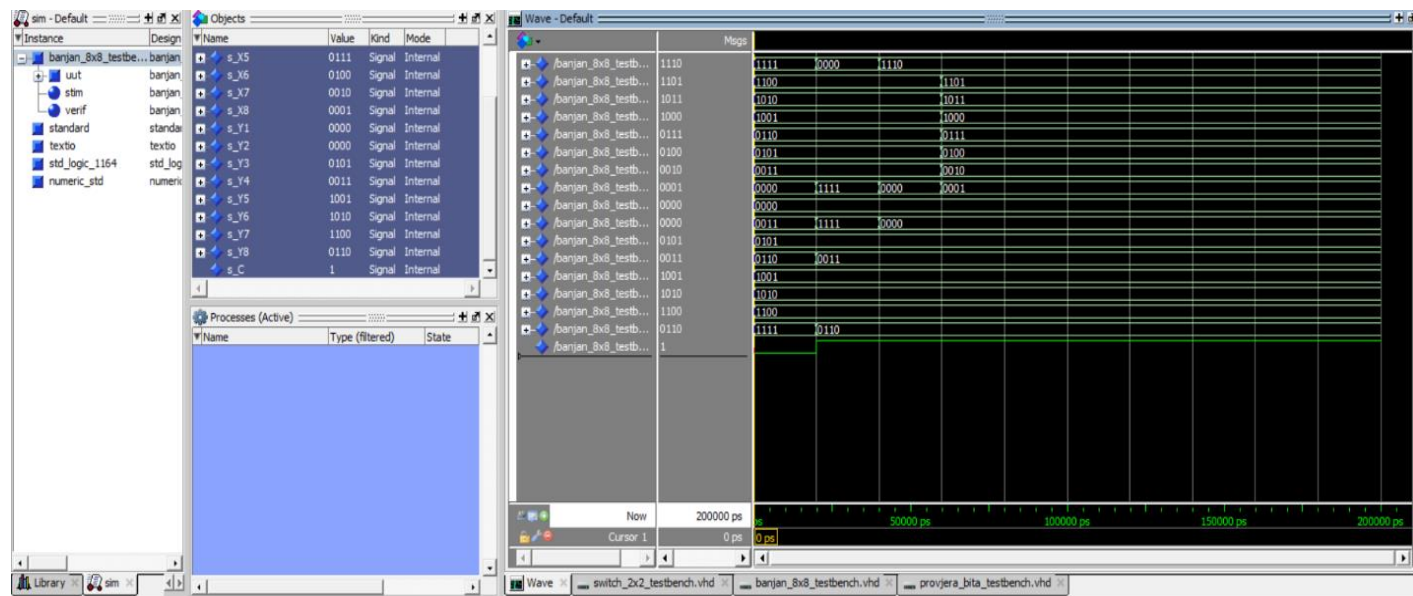 sim - Default
Instance Design
banjan_8x8_testbe... banjan_
uut banjan_
stim banjan_
verif banjan_
standard standar
textio textio
std_logic_1164 std_log
numeric_std numeric
Library sim
Objects
Name Value Kind Mode
s_X5 0111 Signal Internal
s_X6 0100 Signal Internal
s_X7 0010 Signal Internal
s_X8 0001 Signal Internal
s_Y1 0000 Signal Internal
s_Y2 0000 Signal Internal
s_Y3 0101 Signal Internal
s_Y4 0011 Signal Internal
s_Y5 1001 Signal Internal
s_Y6 1010 Signal Internal
s_Y7 1100 Signal Internal
s_Y8 0110 Signal Internal
s_C 1 Signal Internal
Processes (Active)
Name Type (filtered) State
Wave - Default
Msgs
/banjan_8x8_testb... 1110 1111 0000 1110
/banjan_8x8_testb... 1101 1100 1101
/banjan_8x8_testb... 1011 1010 1011
/banjan_8x8_testb... 1000 1001 1000
/banjan_8x8_testb... 0111 0110 0111
/banjan_8x8_testb... 0100 0101 0100
/banjan_8x8_testb... 0010 0011 0010
/banjan_8x8_testb... 0001 0000 1111 0000 0001
/banjan_8x8_testb... 0000 0000
/banjan_8x8_testb... 0000 0011 1111 0000
/banjan_8x8_testb... 0101 0101
/banjan_8x8_testb... 0011 0110 0011
/banjan_8x8_testb... 1001 1001
/banjan_8x8_testb... 1010 1010
/banjan_8x8_testb... 1100 1100
/banjan_8x8_testb... 0110 1111 0110
/banjan_8x8_testb... 1
Now 200000 ps ps 50000 ps 100000 ps 150000 ps 200000 ps
Cursor 1 0 ps 0 ps
Wave switch_2x2_testbench.vhd banjan_8x8_testbench.vhd provjera_bita_testbench.vhd